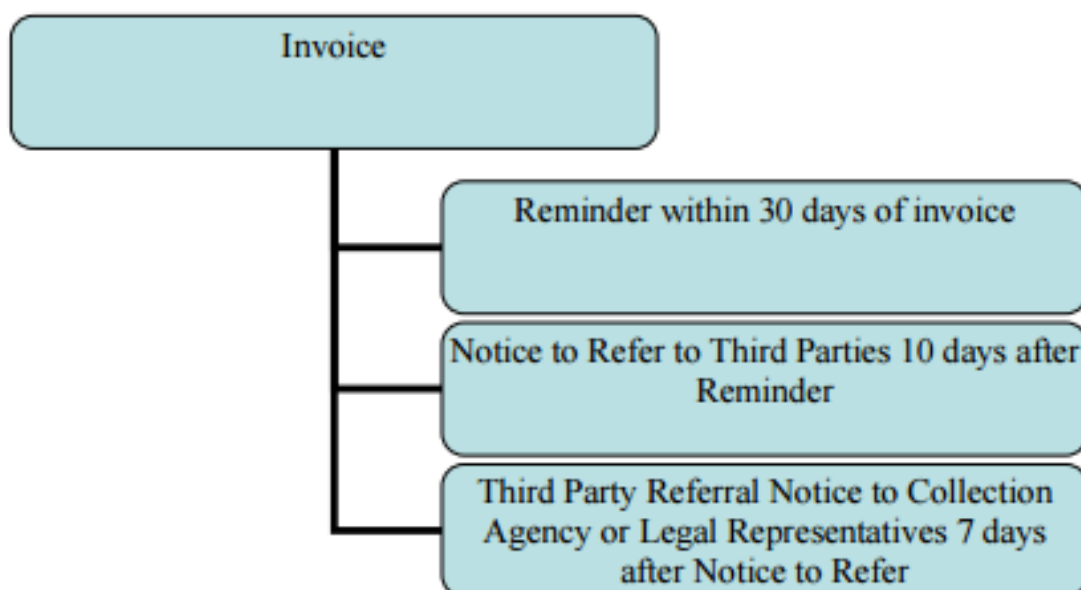 Invoice
Reminder within 30 days of invoice
Notice to Refer to Third Parties 10 days after
Reminder
Third Party Referral Notice to Collection
Agency or Legal Representatives 7 days
after Notice to Refer